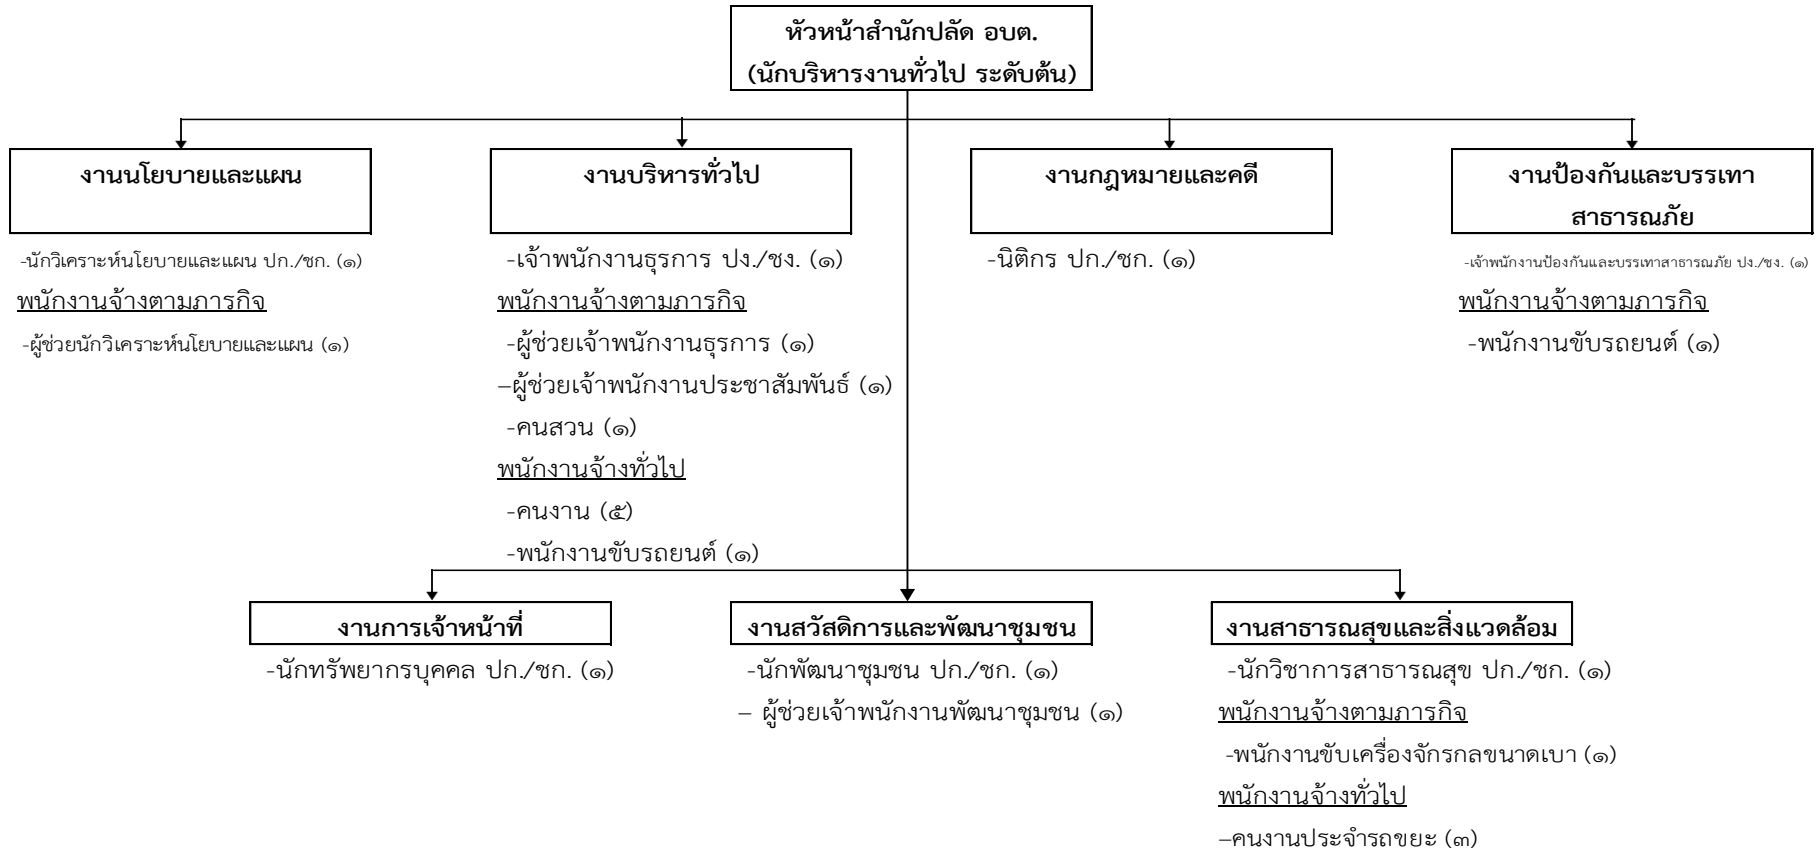 หัวหน้าสำนักปลัด อบต.
(นักบริหารงานทั่วไป ระดับต้น)
งานนโยบายและแผน
-นักวิเคราะห์นโยบายและแผน ปก./ชก. (๑)
พนักงานจ้างตามภารกิจ
-ผู้ช่วยนักวิเคราะห์นโยบายและแผน (๑)
งานบริหารทั่วไป
-เจ้าพนักงานธุรการ ปง./ชง. (๑)
พนักงานจ้างตามภารกิจ
-ผู้ช่วยเจ้าพนักงานธุรการ (๑)
–ผู้ช่วยเจ้าพนักงานประชาสัมพันธ์ (๑)
-คนสวน (๑)
พนักงานจ้างทั่วไป
-คนงาน (๕)
-พนักงานขับรถยนต์ (๑)
งานกฎหมายและคดี
-นิติกร ปก./ชก. (๑)
งานป้องกันและบรรเทา
สาธารณภัย
-เจ้าพนักงานป้องกันและบรรเทาสาธารณภัย ปง./ชง. (๑)
พนักงานจ้างตามภารกิจ
-พนักงานขับรถยนต์ (๑)
งานการเจ้าหน้าที่
-นักทรัพยากรบุคคล ปก./ชก. (๑)
งานสวัสดิการและพัฒนาชุมชน
-นักพัฒนาชุมชน ปก./ชก. (๑)
– ผู้ช่วยเจ้าพนักงานพัฒนาชุมชน (๑)
งานสาธารณสุขและสิ่งแวดล้อม
-นักวิชาการสาธารณสุข ปก./ชก. (๑)
พนักงานจ้างตามภารกิจ
-พนักงานขับเครื่องจักรกลขนาดเบา (๑)
พนักงานจ้างทั่วไป
–คนงานประจำรถขยะ (๓)